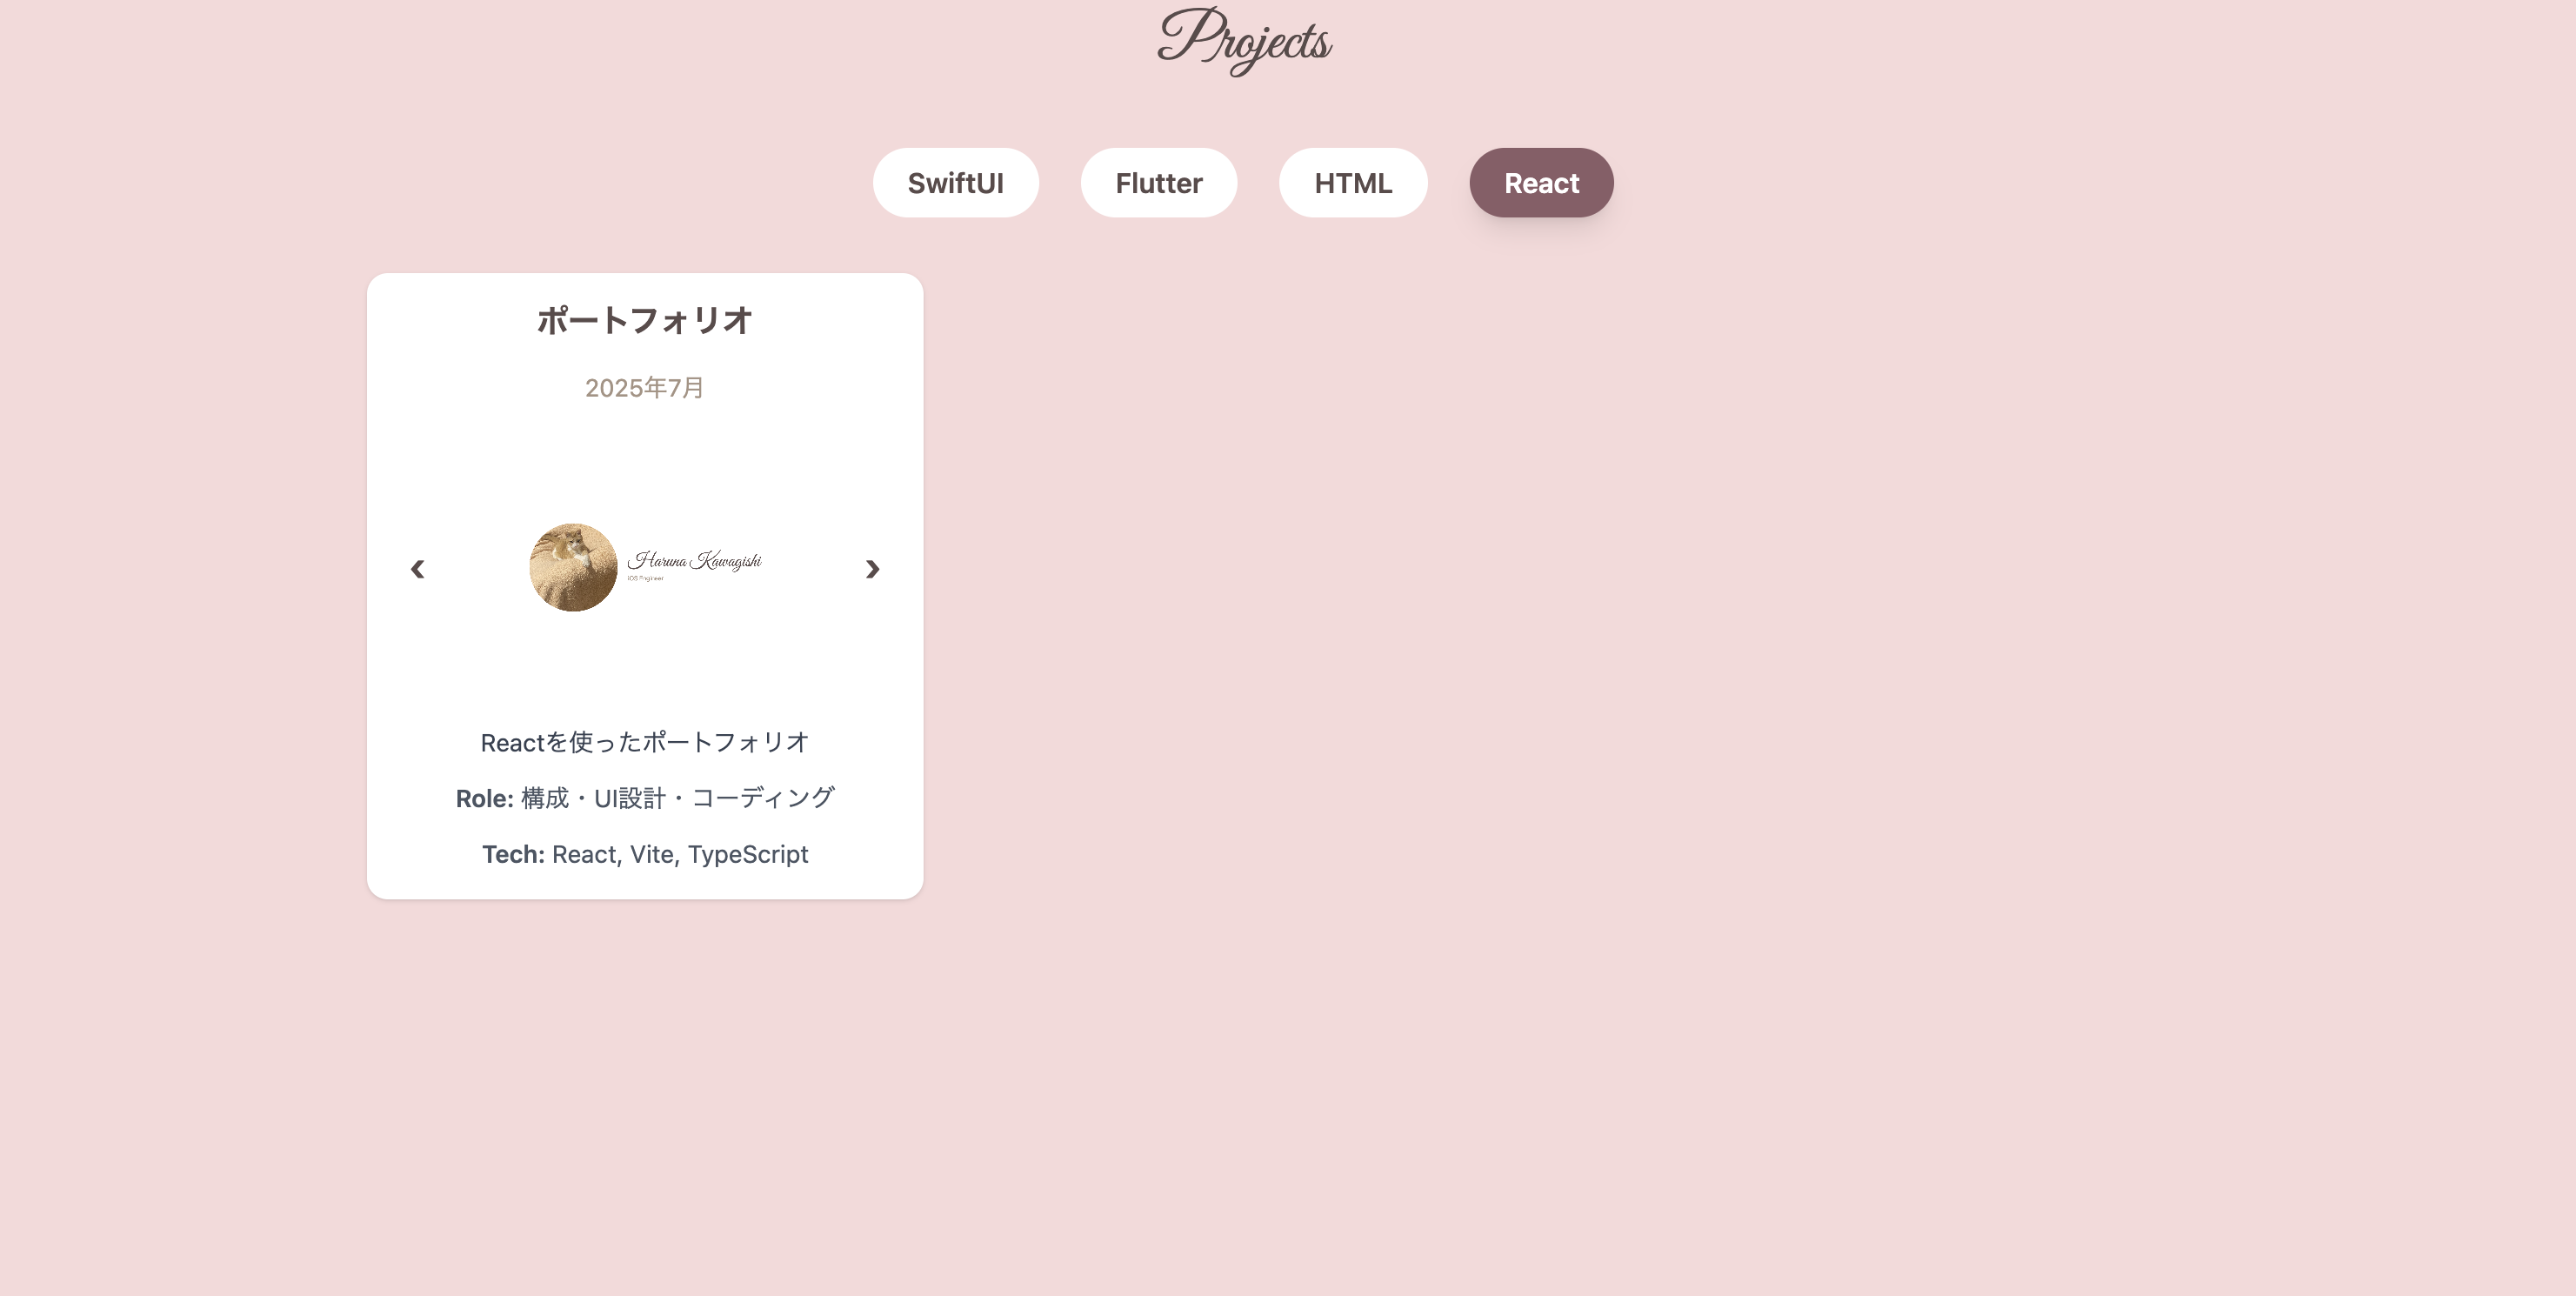 Projects
SwiftUI
Flutter
HTML
React
ポートフォリオ
2025年7月
‹ ›
Haruna Kawagishi
iOS Engineer
Reactを使ったポートフォリオ
Role: 構成・UI設計・コーディング
Tech: React, Vite, TypeScript